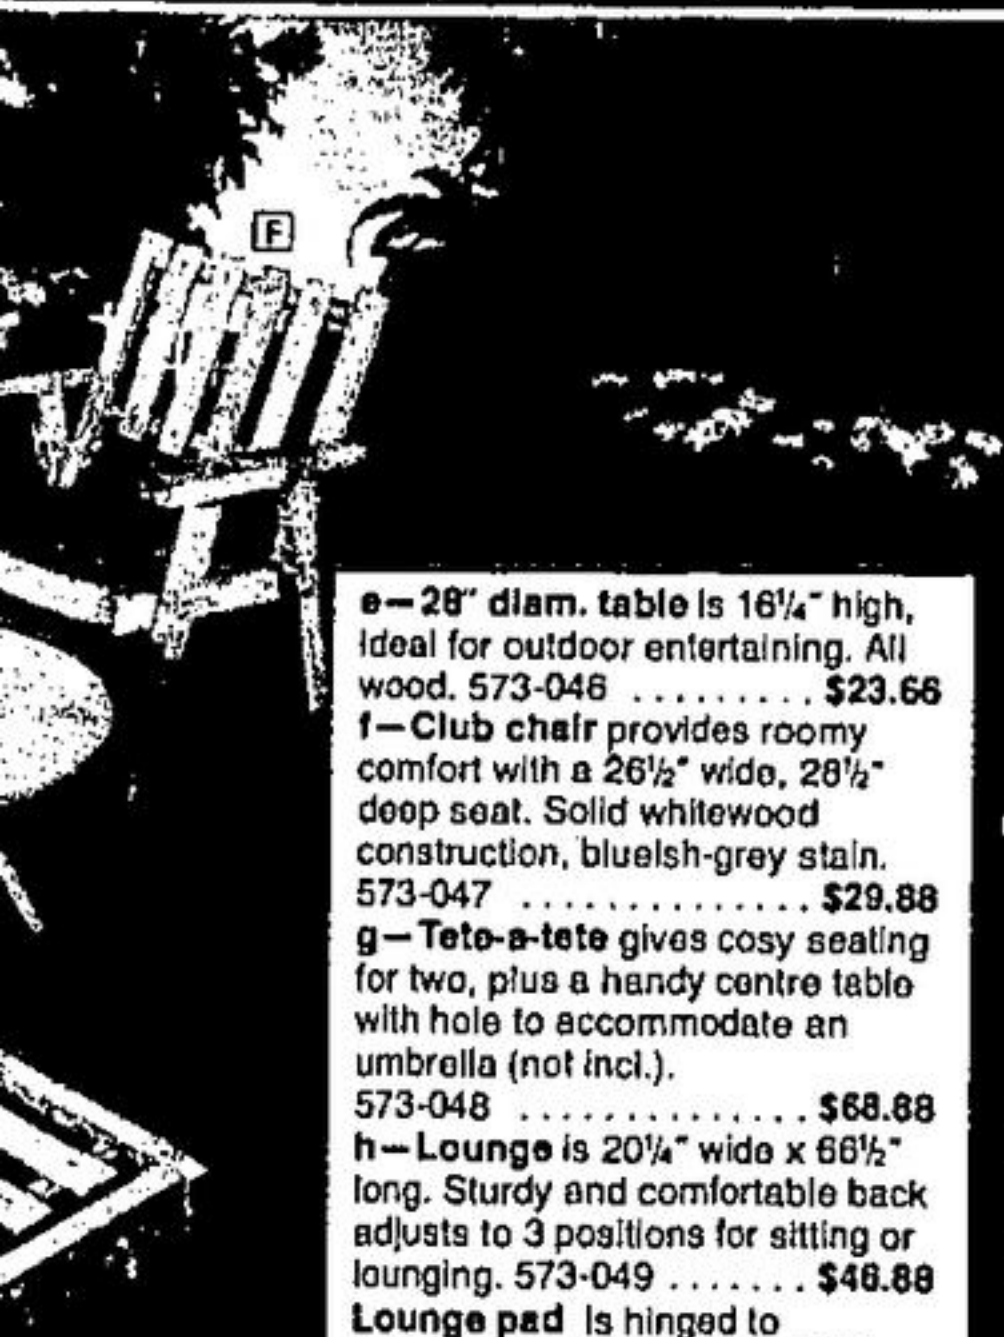 F
e—28" diam. table is 16¼" high,
ideal for outdoor entertaining. All
wood. 573-046 ......... $23.66
f—Club chair provides roomy
comfort with a 26½" wide, 28½"
deep seat. Solid whitewood
construction, blueish-grey stain.
573-047 .............. $29.88
g—Tete-a-tete gives cosy seating
for two, plus a handy centre table
with hole to accommodate an
umbrella (not incl.).
573-048 .............. $68.88
h—Lounge is 20¼" wide x 66½"
long. Sturdy and comfortable back
adjusts to 3 positions for sitting or
lounging. 573-049 ....... $46.88
Lounge pad is hinged to